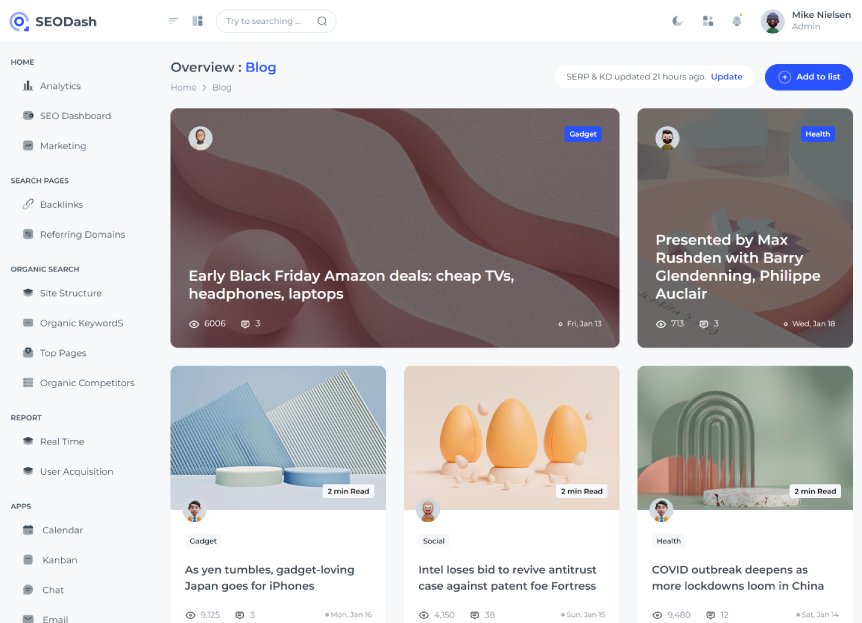 SEODash
Try to searching ...
Mike Nielsen
Admin
HOME
Analytics
SEO Dashboard
Marketing
SEARCH PAGES
Backlinks
Referring Domains
ORGANIC SEARCH
Site Structure
Organic KeywordS
Top Pages
Organic Competitors
REPORT
Real Time
User Acquisition
APPS
Calendar
Kanban
Chat
Email
Overview : Blog
Home > Blog
SERP & KD updated 21 hours ago. Update
Add to list
Gadget
Early Black Friday Amazon deals: cheap TVs,
headphones, laptops
6006 3 Fri, Jan 13
Health
Presented by Max
Rushden with Barry
Glendenning, Philippe
Auclair
713 3 Wed, Jan 18
2 min Read
Gadget
As yen tumbles, gadget-loving
Japan goes for iPhones
9,125 3 Mon, Jan 16
2 min Read
Social
Intel loses bid to revive antitrust
case against patent foe Fortress
4,150 38 Sun, Jan 15
2 min Read
Health
COVID outbreak deepens as
more lockdowns loom in China
9,480 12 Sat, Jan 14